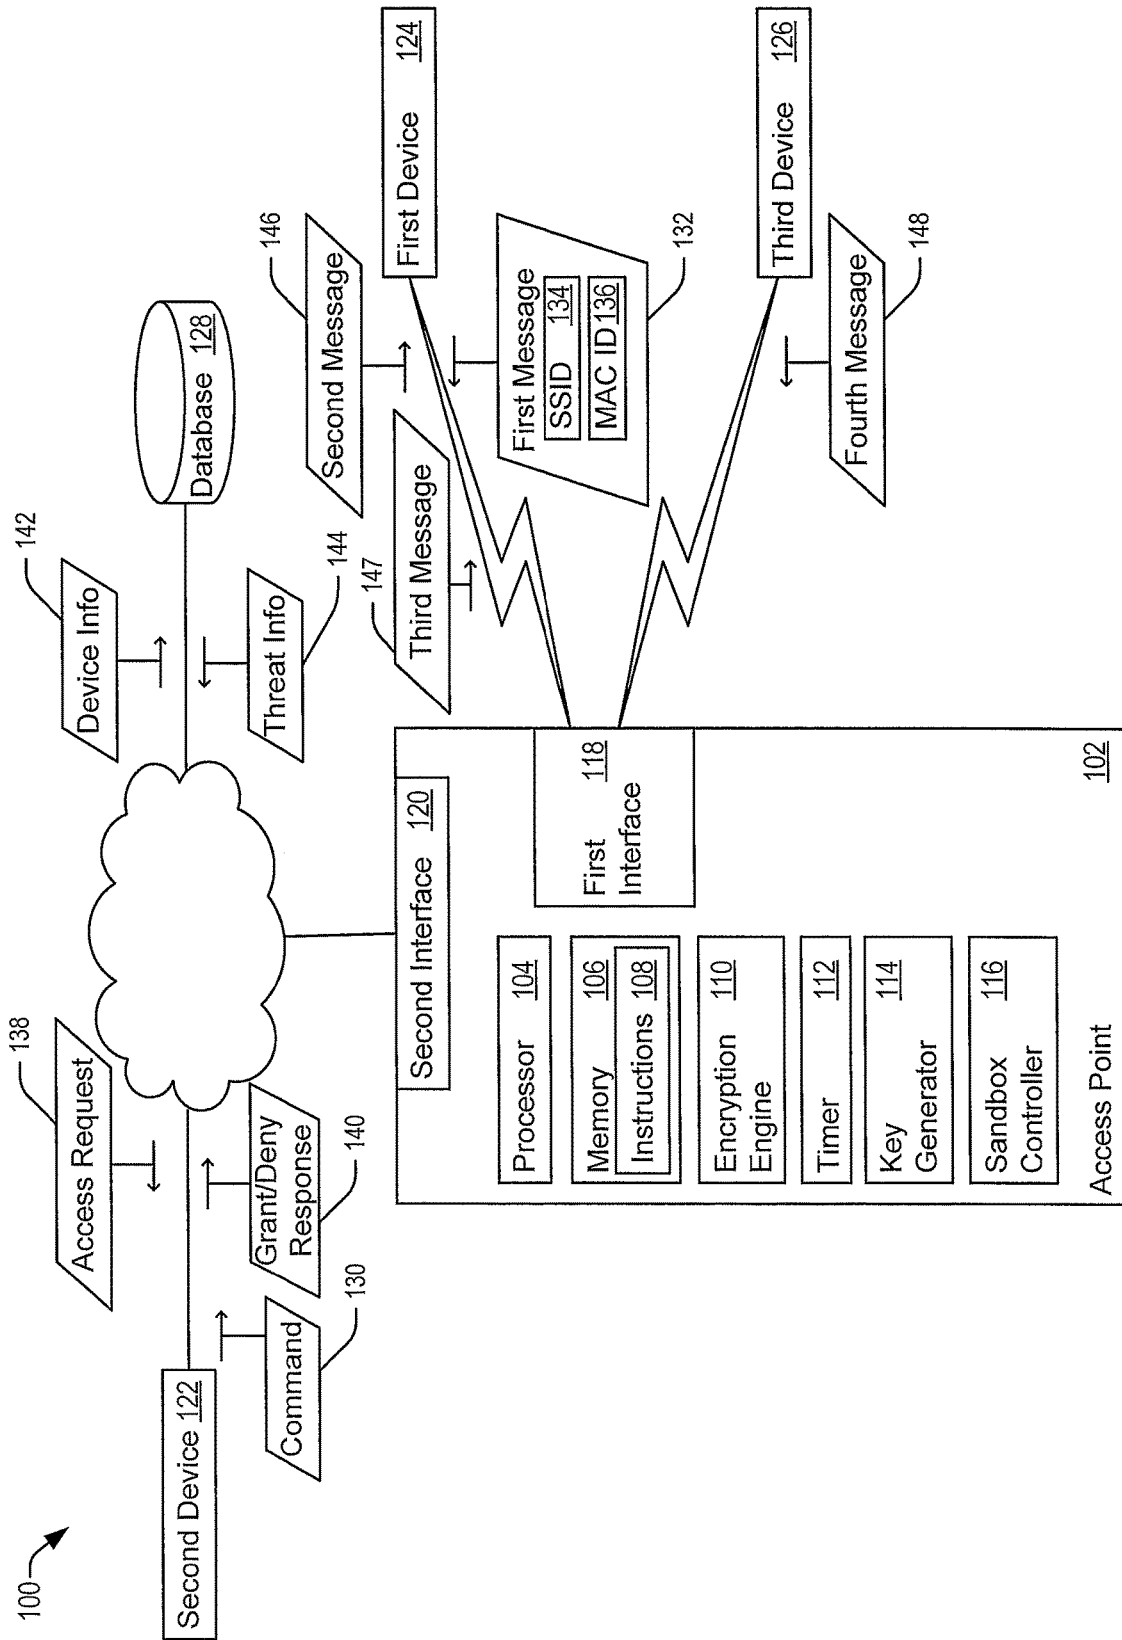 100
Second Device 122
Access Request
138
Command
130
Grant/Deny
Response
140
Device Info
142
Threat Info
144
Database 128
Second Interface 120
Processor 104
Memory 106
Instructions 108
Encryption
Engine
110
Timer 112
Key
Generator
114
Sandbox
Controller
116
Access Point
102
First
Interface
118
Third Message
147
Second Message
146
First Device 124
First Message
SSID 134
MAC ID 136
132
Third Device 126
Fourth Message
148